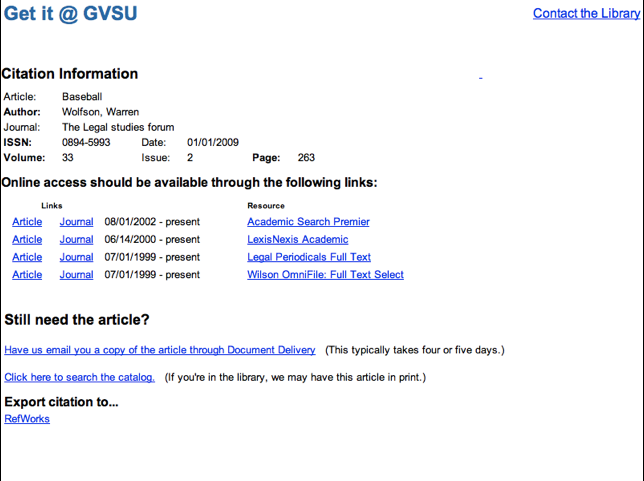 Get it @ GVSU
Contact the Library
Citation Information
Article: Baseball
Author: Wolfson, Warren
Journal: The Legal studies forum
ISSN: 0894-5993 Date: 01/01/2009
Volume: 33 Issue: 2 Page: 263
Online access should be available through the following links:
Links Resource
Article Journal 08/01/2002 - present Academic Search Premier
Article Journal 06/14/2000 - present LexisNexis Academic
Article Journal 07/01/1999 - present Legal Periodicals Full Text
Article Journal 07/01/1999 - present Wilson OmniFile: Full Text Select
Still need the article?
Have us email you a copy of the article through Document Delivery (This typically takes four or five days.)
Click here to search the catalog. (If you're in the library, we may have this article in print.)
Export citation to...
RefWorks